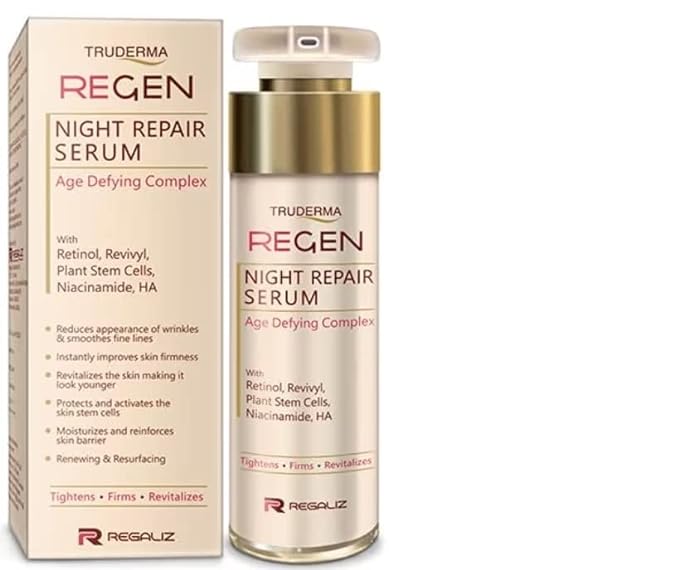 TRUDERMA
REGEN
NIGHT REPAIR
SERUM
Age Defying Complex
With
Retinol, Revivyl,
Plant Stem Cells,
Niacinamide, HA
• Reduces appearance of wrinkles
& smoothes fine lines
• Instantly improves skin firmness
• Revitalizes the skin making it
look younger
• Protects and activates the
skin stem cells
• Moisturizes and reinforces
skin barrier
• Renewing & Resurfacing
Tightens • Firms • Revitalizes
R REGALIZ
TRUDERMA
REGEN
NIGHT REPAIR
SERUM
Age Defying Complex
With
Retinol, Revivyl,
Plant Stem Cells,
Niacinamide, HA
Tightens • Firms • Revitalizes
R REGALIZ